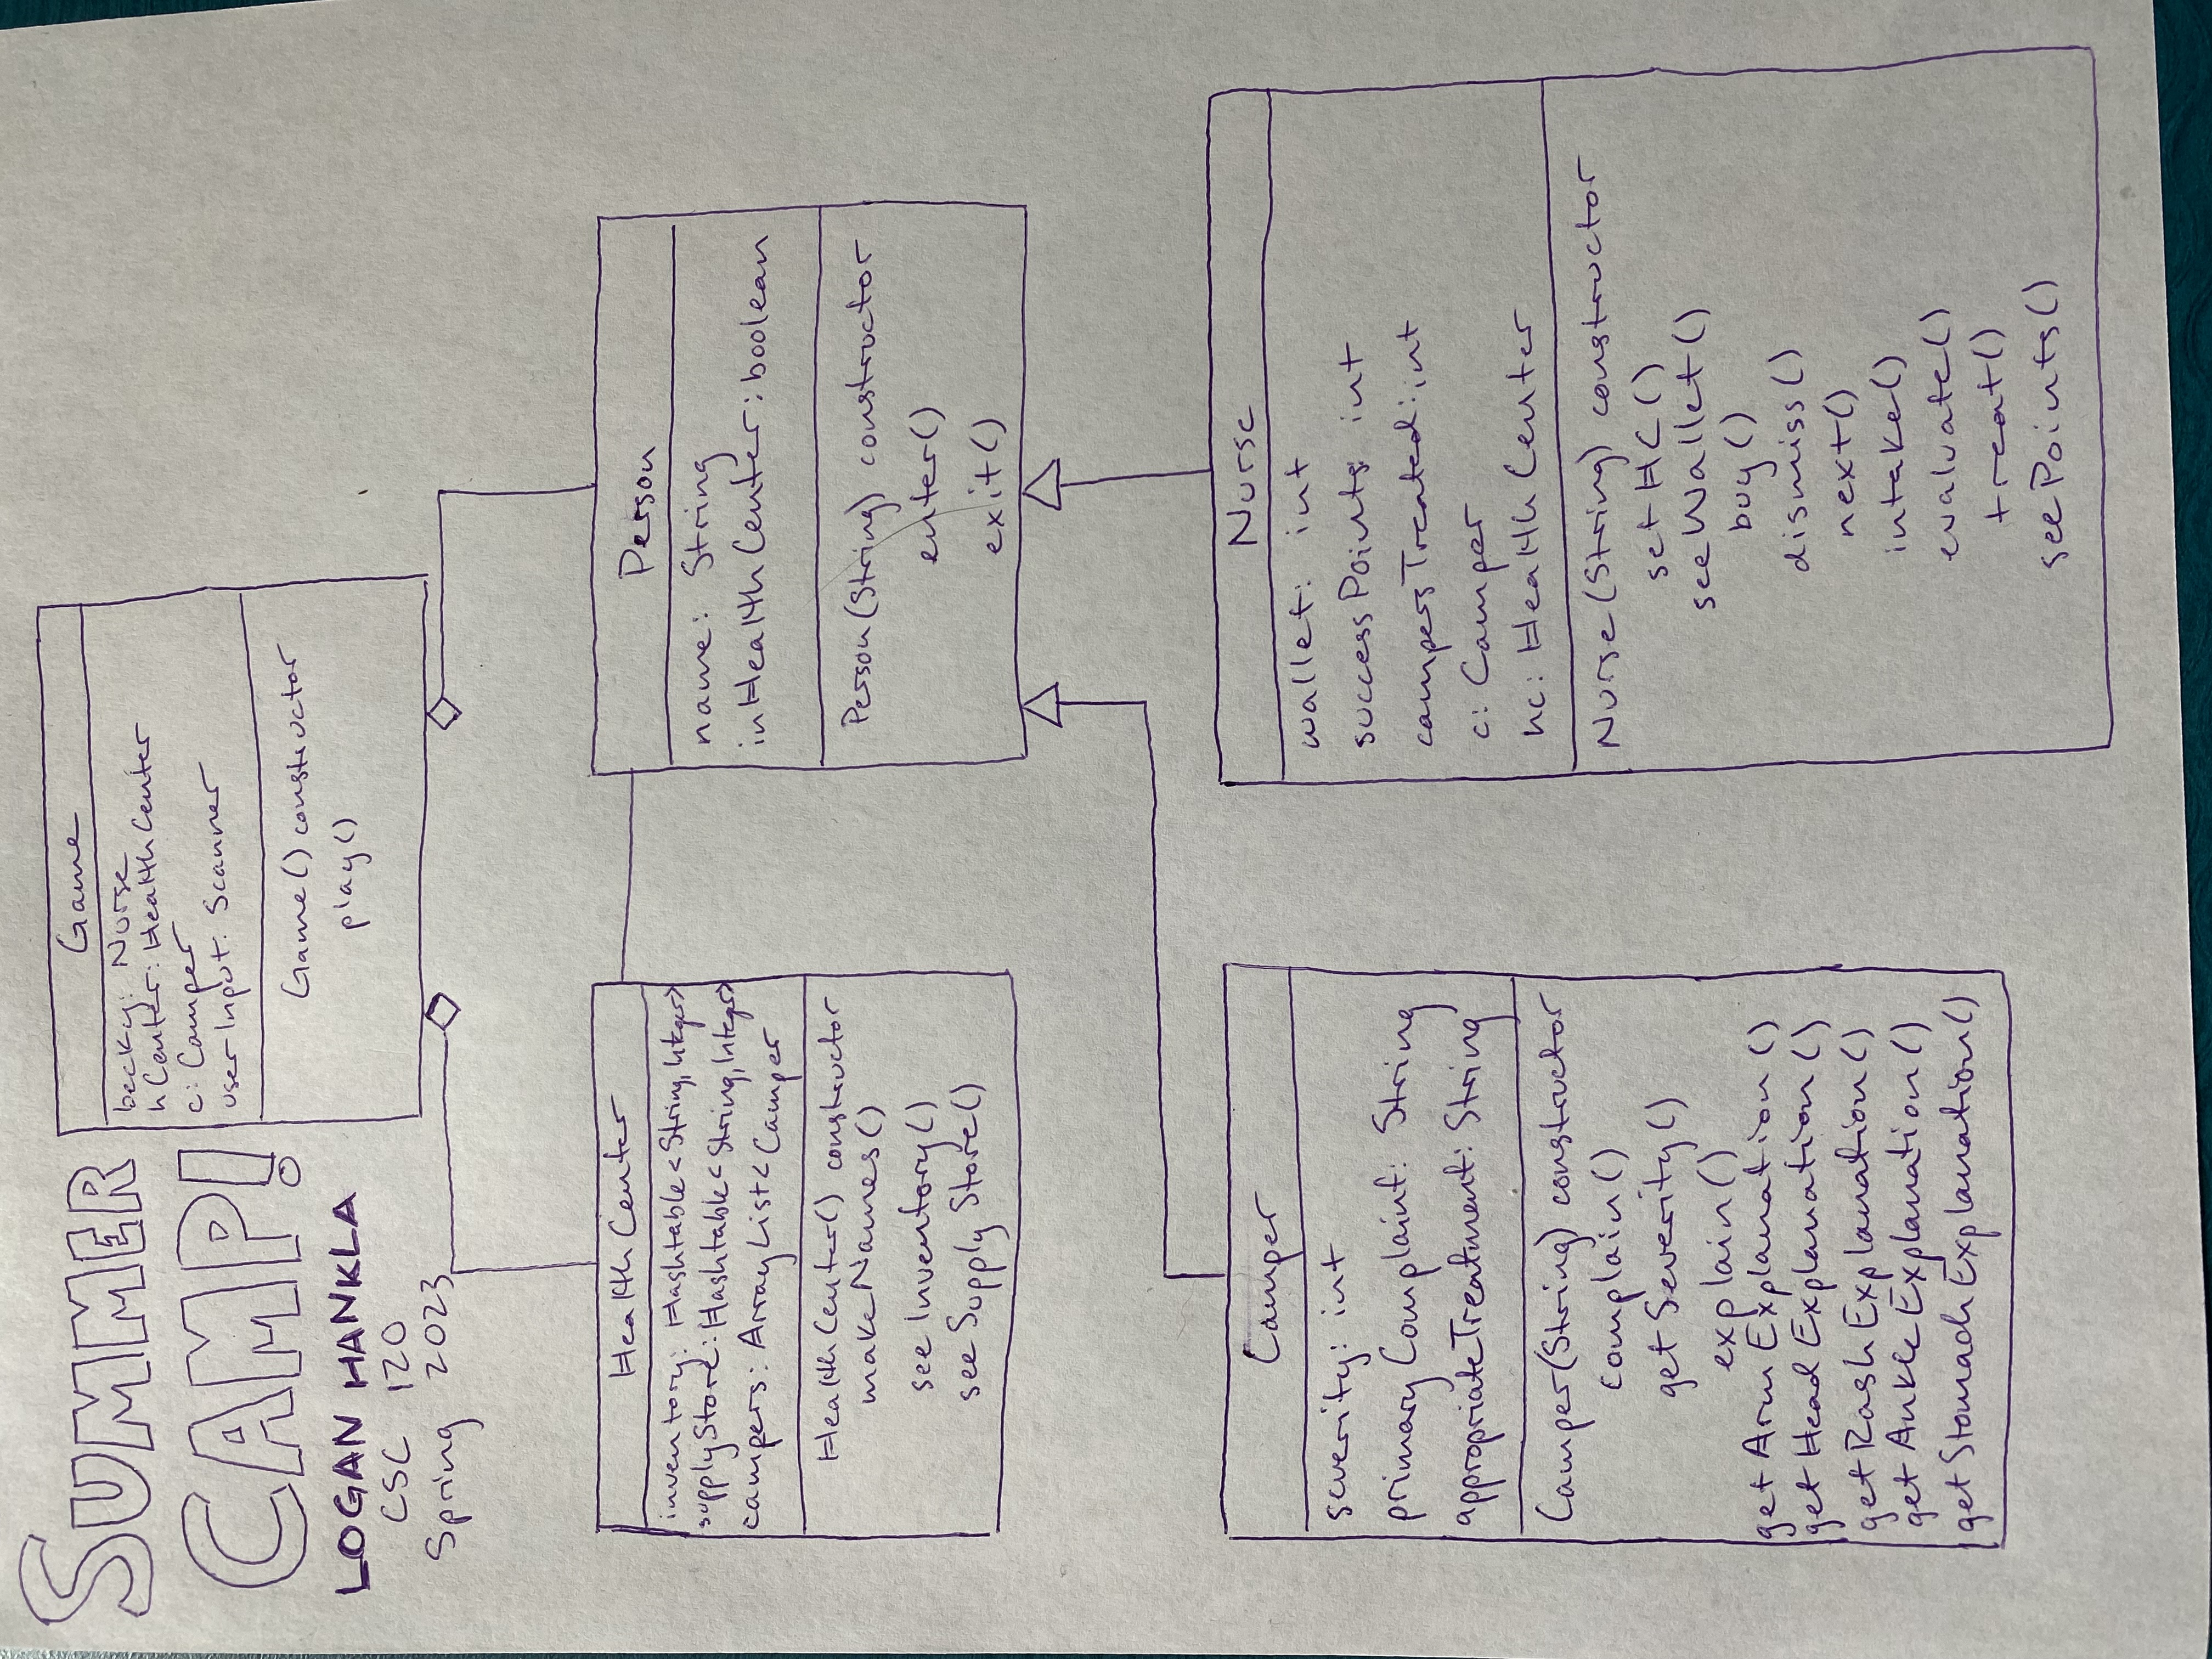 SUMMER
CAMP!
LOGAN HANKLA
CSC 120
Spring 2023
Game
becky: Nurse
hCenter: HealthCenter
c: Camper
userInput: Scanner
Game() constructor
play()
HealthCenter
inventory: Hashtable<String, Integer>
supplyStore: Hashtable<String, Integer>
campers: ArrayList<Camper
HealthCenter() constructor
makeNames()
seeInventory()
seeSupplyStore()
Person
name: String
inHealthCenter: boolean
Person(String) constructor
enter()
exit()
Camper
severity: int
primaryComplaint: String
appropriateTreatment: String
Camper(String) constructor
complain()
getSeverity()
explain()
getArmExplanation()
getHeadExplanation()
getRashExplanation()
getAnkleExplanation()
getStomachExplanation()
Nurse
wallet: int
successPoints: int
campersTreated: int
c: Camper
hc: HealthCenter
Nurse(String) constructor
setHC()
seeWallet()
buy()
dismiss()
next()
intake()
evaluate()
treat()
seePoints()